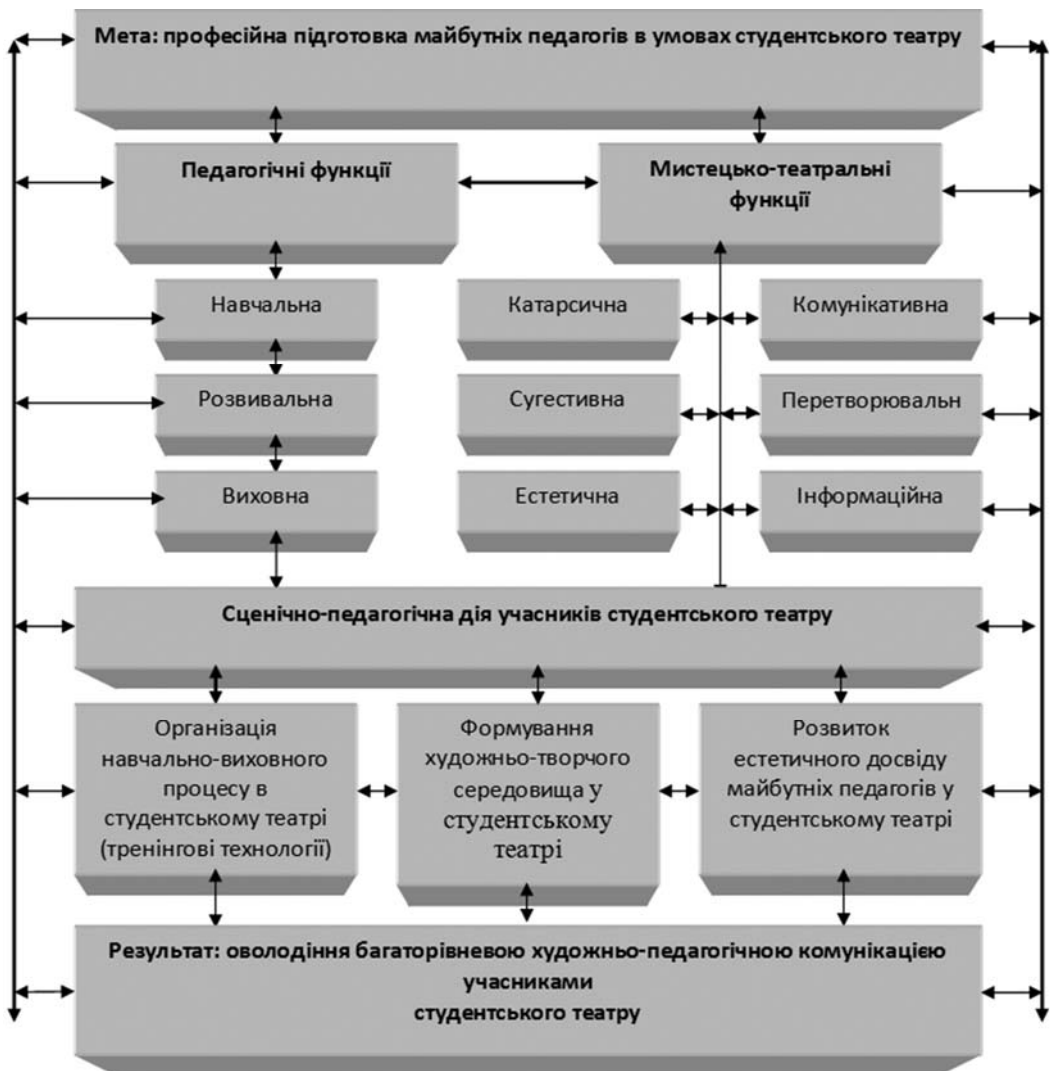 Мета: професійна підготовка майбутніх педагогів в умовах студентського театру
Педагогічні функції
Мистецько-театральні
функції
Навчальна
Катарсична
Комунікативна
Розвивальна
Сугестивна
Перетворювальн
Виховна
Естетична
Інформаційна
Сценічно-педагогічна дія учасників студентського театру
Організація
навчально-виховного
процесу в
студентському театрі
(тренінгові технології)
Формування
художньо-творчого
середовища у
студентському
театрі
Розвиток
естетичного досвіду
майбутніх педагогів у
студентському театрі
Результат: оволодіння багаторівневою художньо-педагогічною комунікацією
учасниками
студентського театру